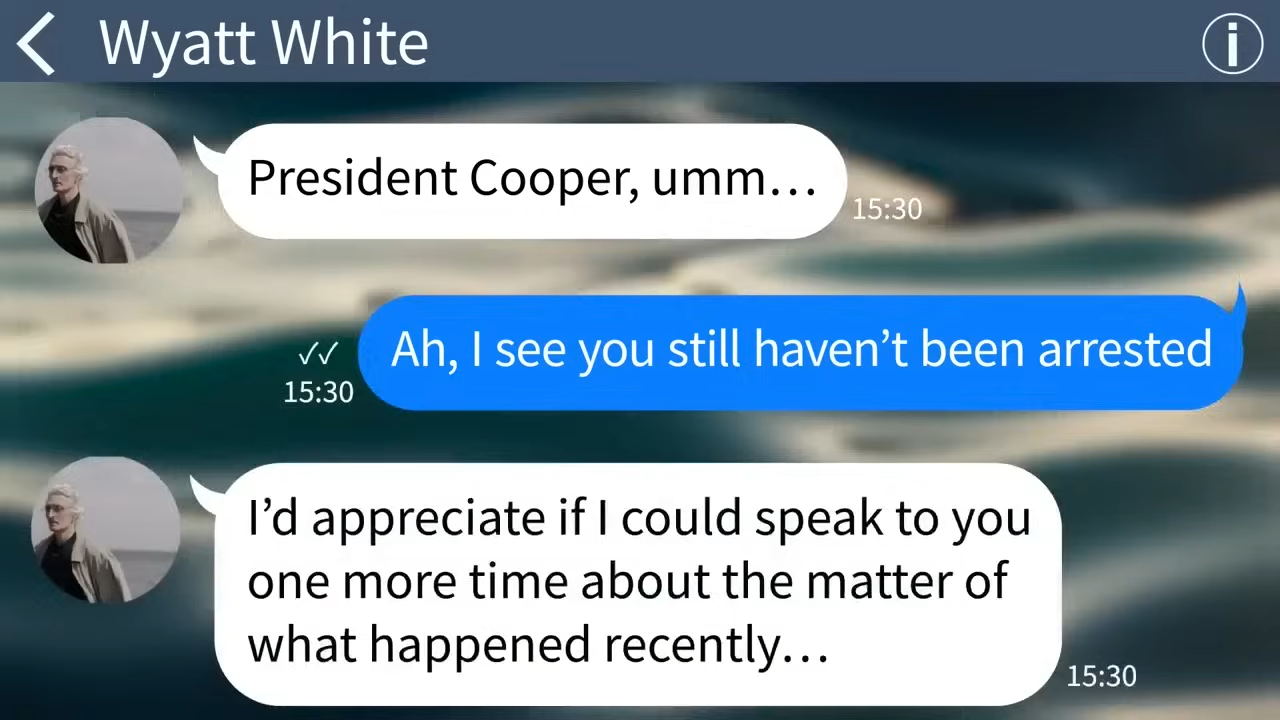 Wyatt White
President Cooper, umm…
15:30
Ah, I see you still haven’t been arrested
✓✓
15:30
I’d appreciate if I could speak to you
one more time about the matter of
what happened recently…
15:30